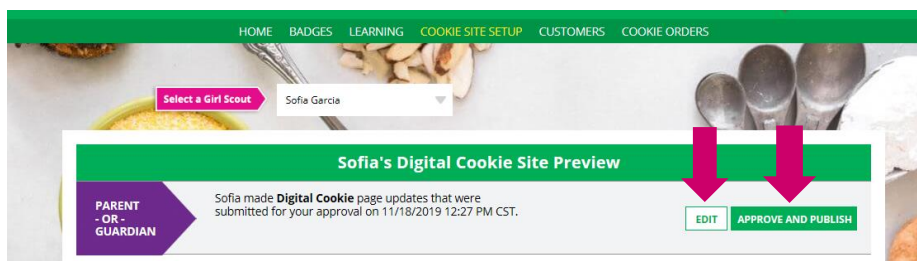 HOME BADGES LEARNING COOKIE SITE SETUP CUSTOMERS COOKIE ORDERS
Select a Girl Scout Sofia Garcia
Sofia's Digital Cookie Site Preview
PARENT
- OR -
GUARDIAN
Sofia made Digital Cookie page updates that were
submitted for your approval on 11/18/2019 12:27 PM CST.
EDIT APPROVE AND PUBLISH